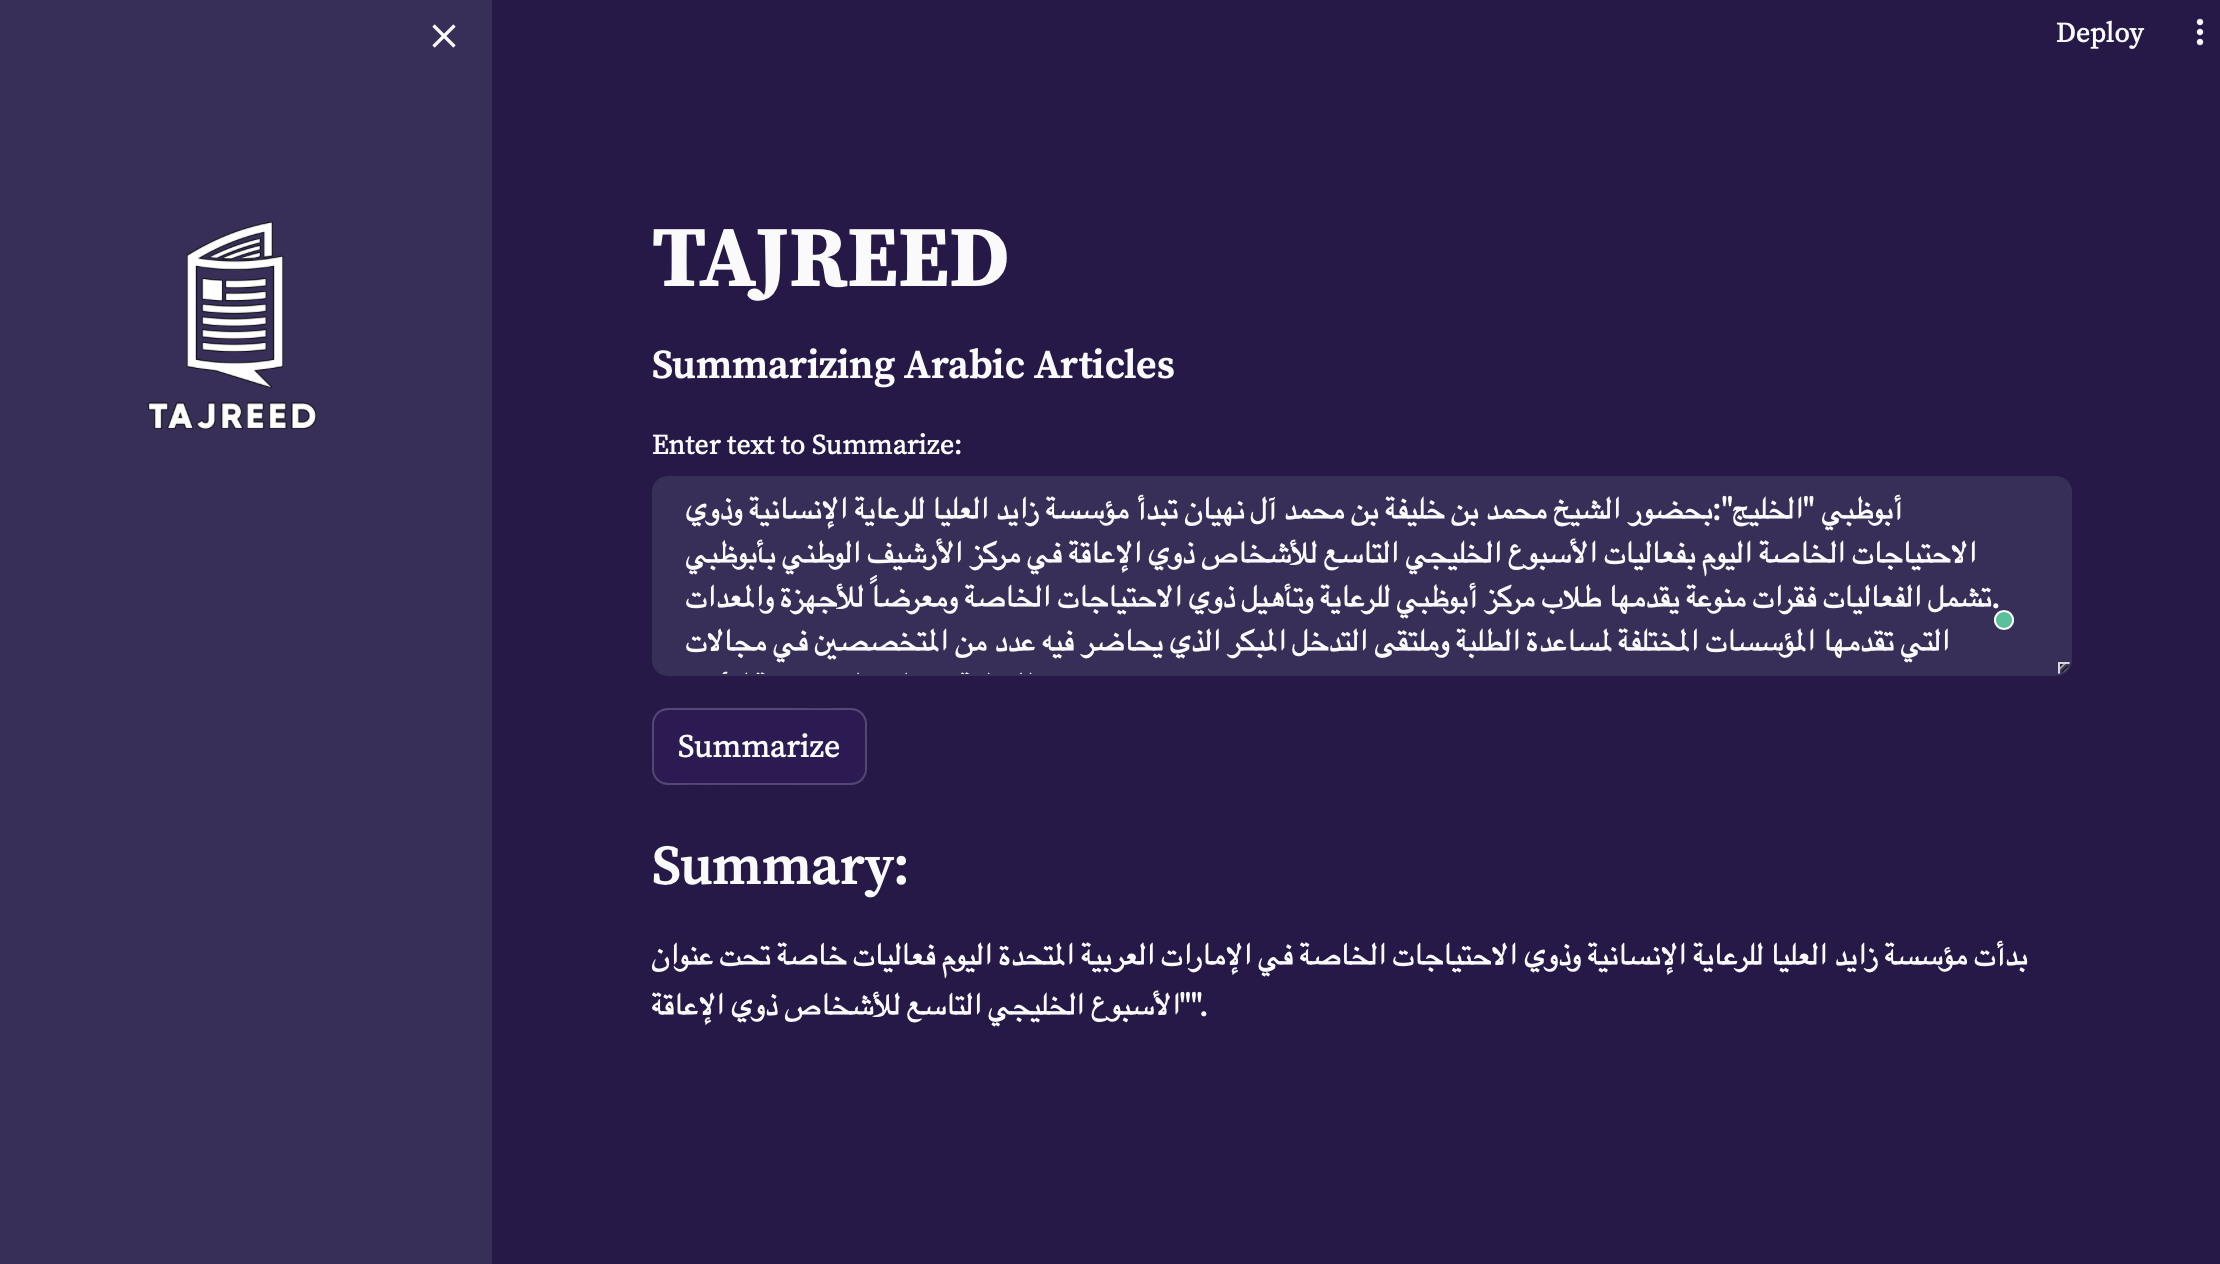 Deploy
TAJREED
TAJREED
Summarizing Arabic Articles
Enter text to Summarize:
أبوظبي "الخليج":بحضور الشيخ محمد بن خليفة بن محمد آل نهيان تبدأ مؤسسة زايد العليا للرعاية الإنسانية وذوي
الاحتياجات الخاصة اليوم بفعاليات الأسبوع الخليجي التاسع للأشخاص ذوي الإعاقة في مركز الأرشيف الوطني بأبوظبي
.تشمل الفعاليات فقرات منوعة يقدمها طلاب مركز أبوظبي للرعاية وتأهيل ذوي الاحتياجات الخاصة ومعرضاً للأجهزة والمعدات
التي تقدمها المؤسسات المختلفة لمساعدة الطلبة وملتقى التدخل المبكر الذي يحاضر فيه عدد من المتخصصين في مجالات
Summarize
Summary:
بدأت مؤسسة زايد العليا للرعاية الإنسانية وذوي الاحتياجات الخاصة في الإمارات العربية المتحدة اليوم فعاليات خاصة تحت عنوان
""الأسبوع الخليجي التاسع للأشخاص ذوي الإعاقة.